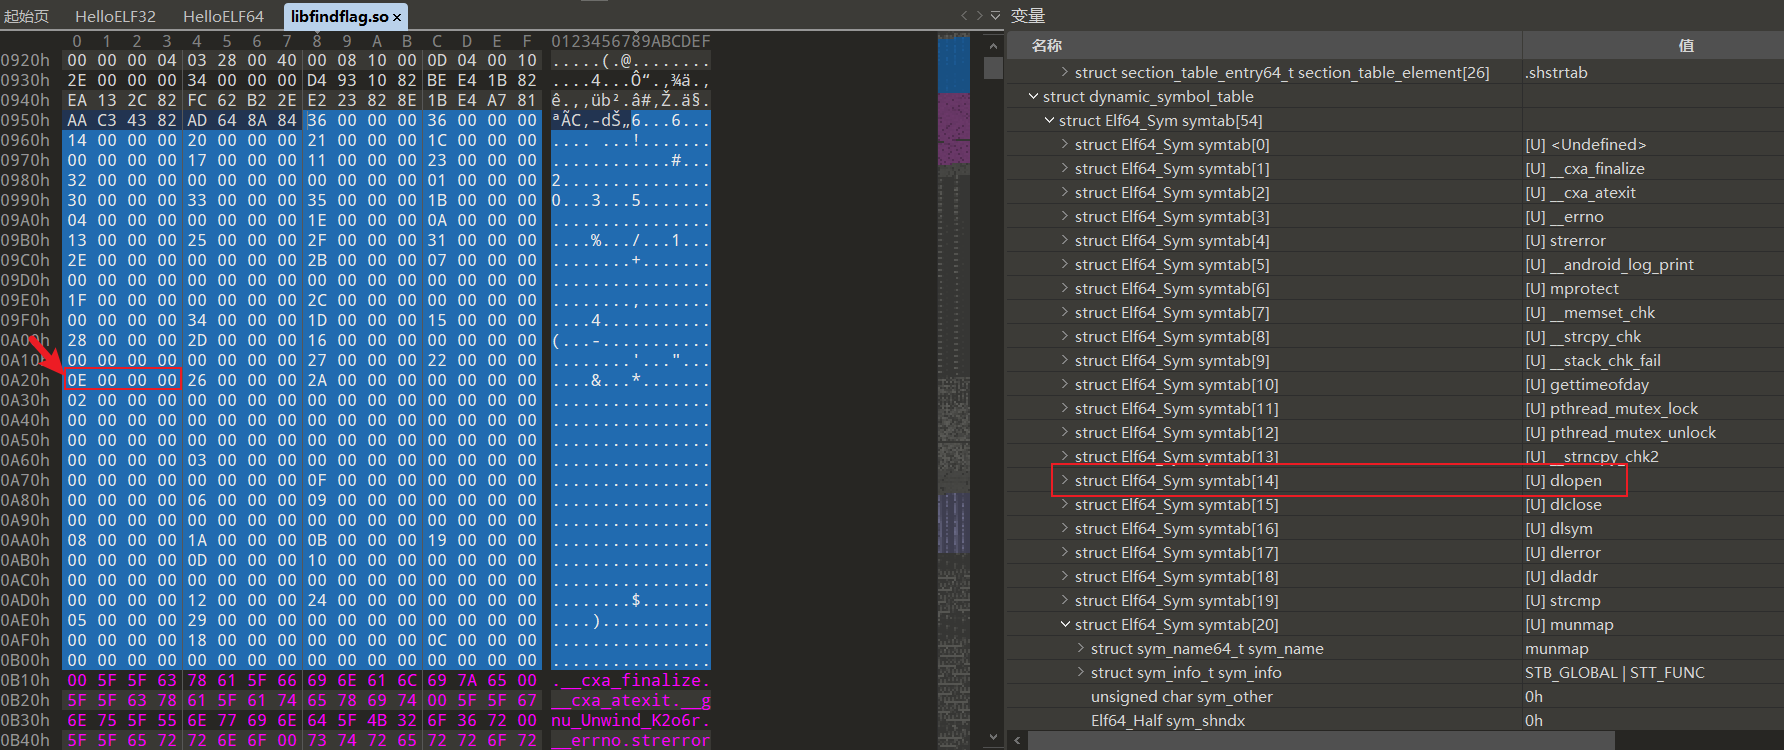 起始页 HelloELF32 HelloELF64 libfindflag.so × 变量
0 1 2 3 4 5 6 7 8 9 A B C D E F 0123456789ABCDEF
名称 值
0920h 00 00 00 04 03 28 00 40 00 08 10 00 0D 04 00 10 .....(.@........
0930h 2E 00 00 00 34 00 00 00 D4 93 10 82 BE E4 1B 82 ....4...Ô“.‚¾ä.‚
0940h EA 13 2C 82 FC 62 B2 2E E2 23 82 8E 1B E4 A7 81 ê.,‚üb².â#‚Ž.ä§.
0950h AA C3 43 82 AD 64 8A 84 36 00 00 00 36 00 00 00 ªÃC‚-dŠ„6...6...
0960h 14 00 00 00 20 00 00 00 21 00 00 00 1C 00 00 00 .... ...!.......
0970h 00 00 00 00 17 00 00 00 11 00 00 00 23 00 00 00 ............#...
0980h 32 00 00 00 00 00 00 00 00 00 00 00 01 00 00 00 2...............
0990h 30 00 00 00 33 00 00 00 35 00 00 00 1B 00 00 00 0...3...5.......
09A0h 04 00 00 00 00 00 00 00 1E 00 00 00 0A 00 00 00 ................
09B0h 13 00 00 00 25 00 00 00 2F 00 00 00 31 00 00 00 ....%.../...1...
09C0h 2E 00 00 00 00 00 00 00 2B 00 00 00 07 00 00 00 ........+.......
09D0h 00 00 00 00 00 00 00 00 00 00 00 00 00 00 00 00 ................
09E0h 1F 00 00 00 00 00 00 00 2C 00 00 00 00 00 00 00 ........,.......
09F0h 00 00 00 00 34 00 00 00 1D 00 00 00 15 00 00 00 ....4...........
0A00h 28 00 00 00 2D 00 00 00 16 00 00 00 00 00 00 00 (...-...........
0A10h 00 00 00 00 00 00 00 00 27 00 00 00 22 00 00 00 ........'..."...
0A20h 0E 00 00 00 26 00 00 00 2A 00 00 00 00 00 00 00 ....&...*.......
0A30h 02 00 00 00 00 00 00 00 00 00 00 00 00 00 00 00 ................
0A40h 00 00 00 00 00 00 00 00 00 00 00 00 00 00 00 00 ................
0A50h 00 00 00 00 00 00 00 00 00 00 00 00 00 00 00 00 ................
0A60h 00 00 00 00 03 00 00 00 00 00 00 00 00 00 00 00 ................
0A70h 00 00 00 00 00 00 00 00 0F 00 00 00 00 00 00 00 ................
0A80h 00 00 00 00 06 00 00 00 09 00 00 00 00 00 00 00 ................
0A90h 00 00 00 00 00 00 00 00 00 00 00 00 00 00 00 00 ................
0AA0h 08 00 00 00 1A 00 00 00 0B 00 00 00 19 00 00 00 ................
0AB0h 00 00 00 00 0D 00 00 00 10 00 00 00 00 00 00 00 ................
0AC0h 00 00 00 00 00 00 00 00 00 00 00 00 00 00 00 00 ................
0AD0h 00 00 00 00 12 00 00 00 24 00 00 00 00 00 00 00 ........$.......
0AE0h 05 00 00 00 29 00 00 00 00 00 00 00 00 00 00 00 ....)...........
0AF0h 00 00 00 00 18 00 00 00 00 00 00 00 0C 00 00 00 ................
0B00h 00 00 00 00 00 00 00 00 00 00 00 00 00 00 00 00 ................
0B10h 00 5F 5F 63 78 61 5F 66 69 6E 61 6C 69 7A 65 00 .__cxa_finalize.
0B20h 5F 5F 63 78 61 5F 61 74 65 78 69 74 00 5F 5F 67 __cxa_atexit.__g
0B30h 6E 75 5F 55 6E 77 69 6E 64 5F 4B 32 6F 36 72 00 nu_Unwind_K2o6r.
0B40h 5F 5F 65 72 72 6E 6F 00 73 74 72 65 72 72 6F 72 __errno.strerror
struct section_table_entry64_t section_table_element[26] .shstrtab
struct dynamic_symbol_table
struct Elf64_Sym symtab[54]
struct Elf64_Sym symtab[0] [U] <Undefined>
struct Elf64_Sym symtab[1] [U] __cxa_finalize
struct Elf64_Sym symtab[2] [U] __cxa_atexit
struct Elf64_Sym symtab[3] [U] __errno
struct Elf64_Sym symtab[4] [U] strerror
struct Elf64_Sym symtab[5] [U] __android_log_print
struct Elf64_Sym symtab[6] [U] mprotect
struct Elf64_Sym symtab[7] [U] __memset_chk
struct Elf64_Sym symtab[8] [U] __strcpy_chk
struct Elf64_Sym symtab[9] [U] __stack_chk_fail
struct Elf64_Sym symtab[10] [U] gettimeofday
struct Elf64_Sym symtab[11] [U] pthread_mutex_lock
struct Elf64_Sym symtab[12] [U] pthread_mutex_unlock
struct Elf64_Sym symtab[13] [U] __strncpy_chk2
struct Elf64_Sym symtab[14] [U] dlopen
struct Elf64_Sym symtab[15] [U] dlclose
struct Elf64_Sym symtab[16] [U] dlsym
struct Elf64_Sym symtab[17] [U] dlerror
struct Elf64_Sym symtab[18] [U] dladdr
struct Elf64_Sym symtab[19] [U] strcmp
struct Elf64_Sym symtab[20] [U] munmap
struct sym_name64_t sym_name munmap
struct sym_info_t sym_info STB_GLOBAL | STT_FUNC
unsigned char sym_other 0h
Elf64_Half sym_shndx 0h